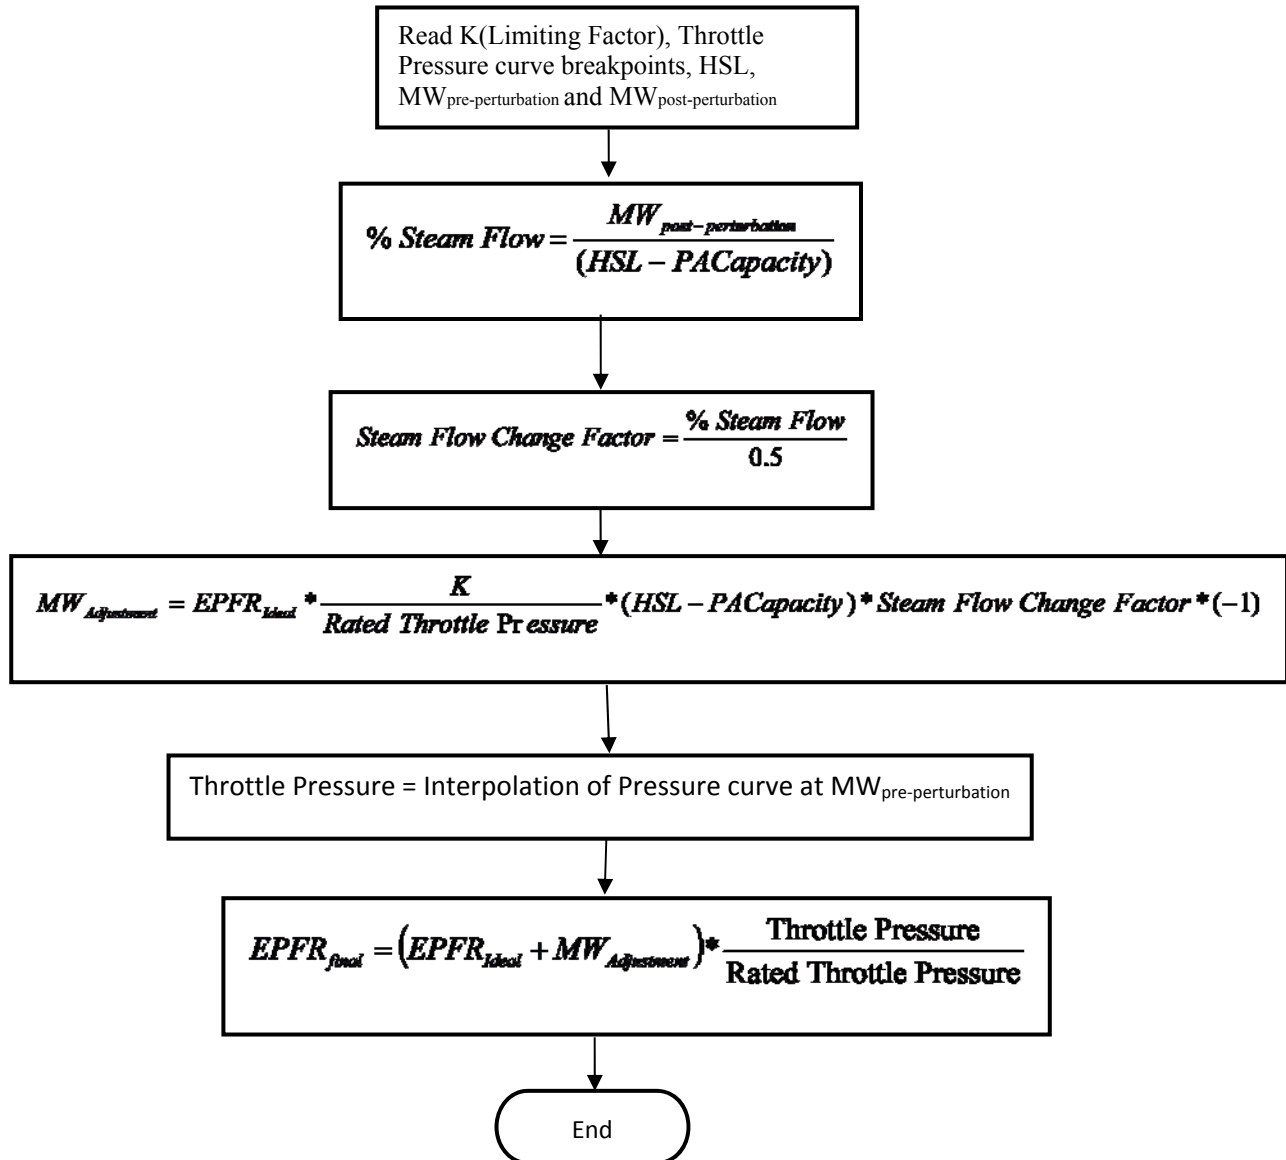 Read K(Limiting Factor), Throttle
Pressure curve breakpoints, HSL,
MWpre-perturbation and MWpost-perturbation
% Steam Flow = MWpost-perturbation / (HSL - PACapacity)
Steam Flow Change Factor = % Steam Flow / 0.5
MWAdjustment = EPFRIdeal * K / Rated Throttle Pressure * (HSL - PACapacity) * Steam Flow Change Factor * (-1)
Throttle Pressure = Interpolation of Pressure curve at MWpre-perturbation
EPFRfinal = (EPFRIdeal + MWAdjustment) * Throttle Pressure / Rated Throttle Pressure
End